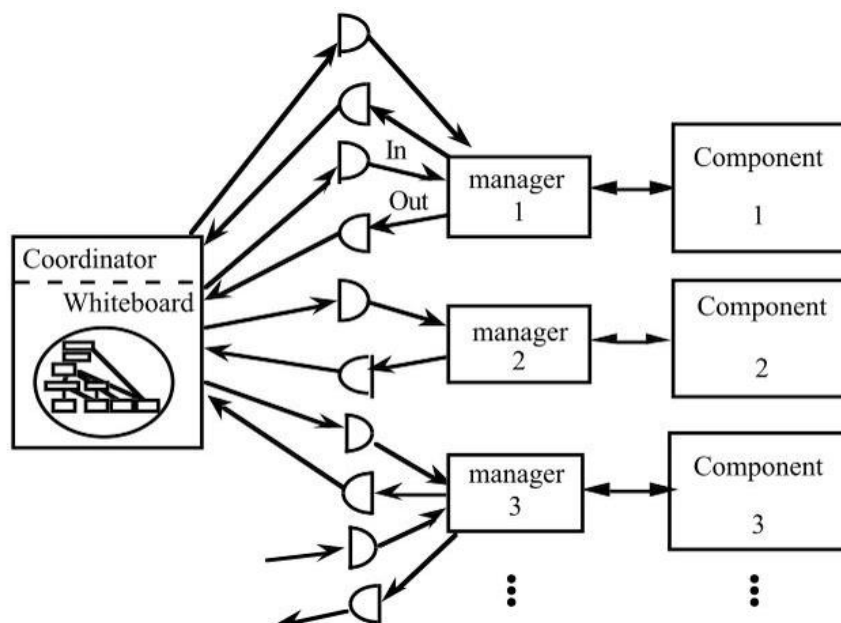 In
Out
manager
1
Component
1
Coordinator
Whiteboard
manager
2
Component
2
manager
3
Component
3